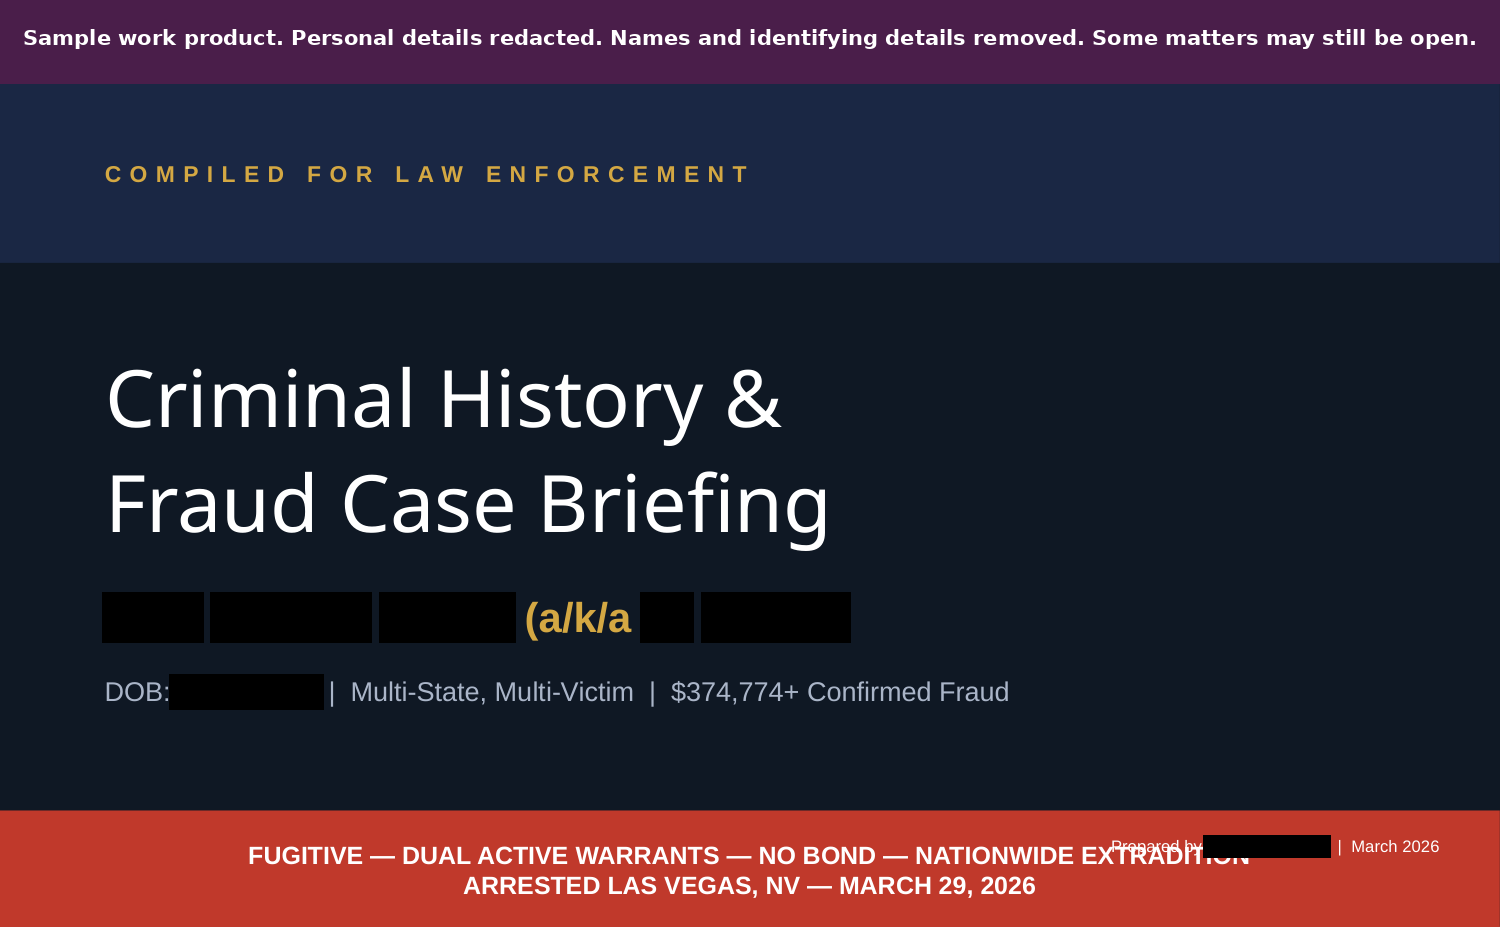 Sample work product. Personal details redacted. Names and identifying details removed. Some matters may still be open.
COMPILED FOR LAW ENFORCEMENT
Criminal History &
Fraud Case Briefing
(a/k/a
DOB: | Multi-State, Multi-Victim | $374,774+ Confirmed Fraud
FUGITIVE — DUAL ACTIVE WARRANTS — NO BOND — NATIONWIDE EXTRADITION
Prepared by | March 2026
ARRESTED LAS VEGAS, NV — MARCH 29, 2026